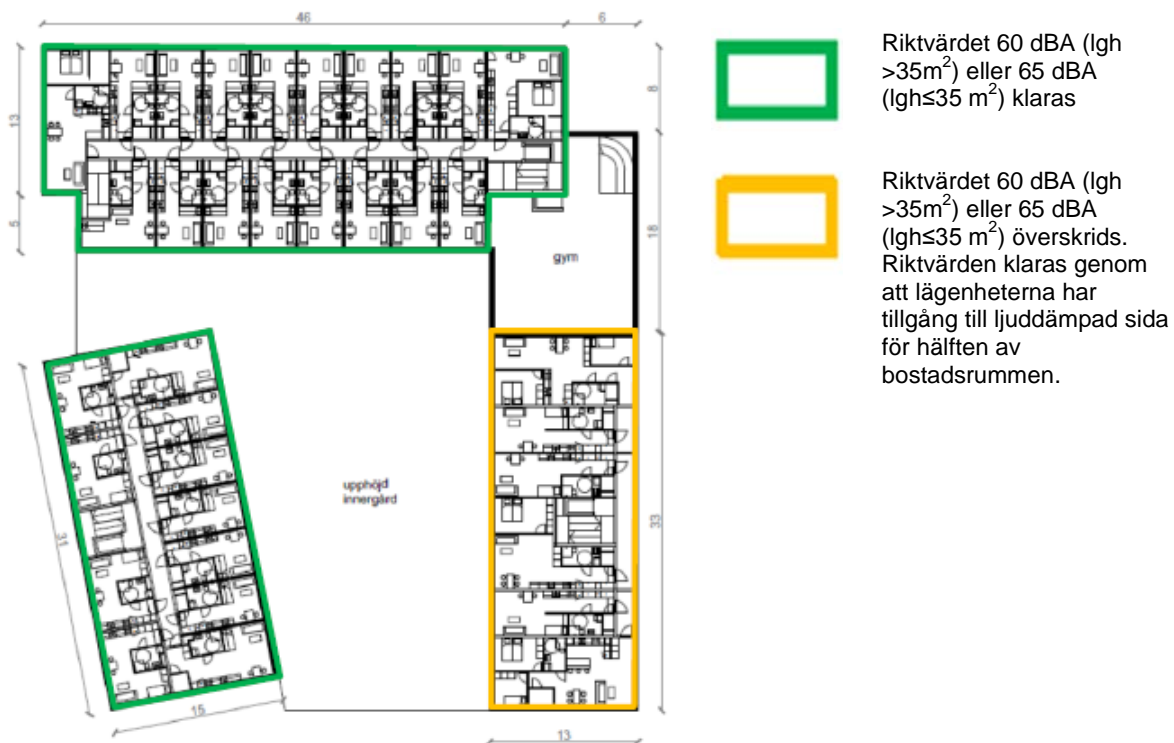 46
6
13
5
8
18
gym
31
upphöjd
innergård
33
15
13
Riktvärdet 60 dBA (lgh
>35m²) eller 65 dBA
(lgh≤35 m²) klaras
Riktvärdet 60 dBA (lgh
>35m²) eller 65 dBA
(lgh≤35 m²) överskrids.
Riktvärden klaras genom
att lägenheterna har
tillgång till ljuddämpad sida
för hälften av
bostadsrummen.